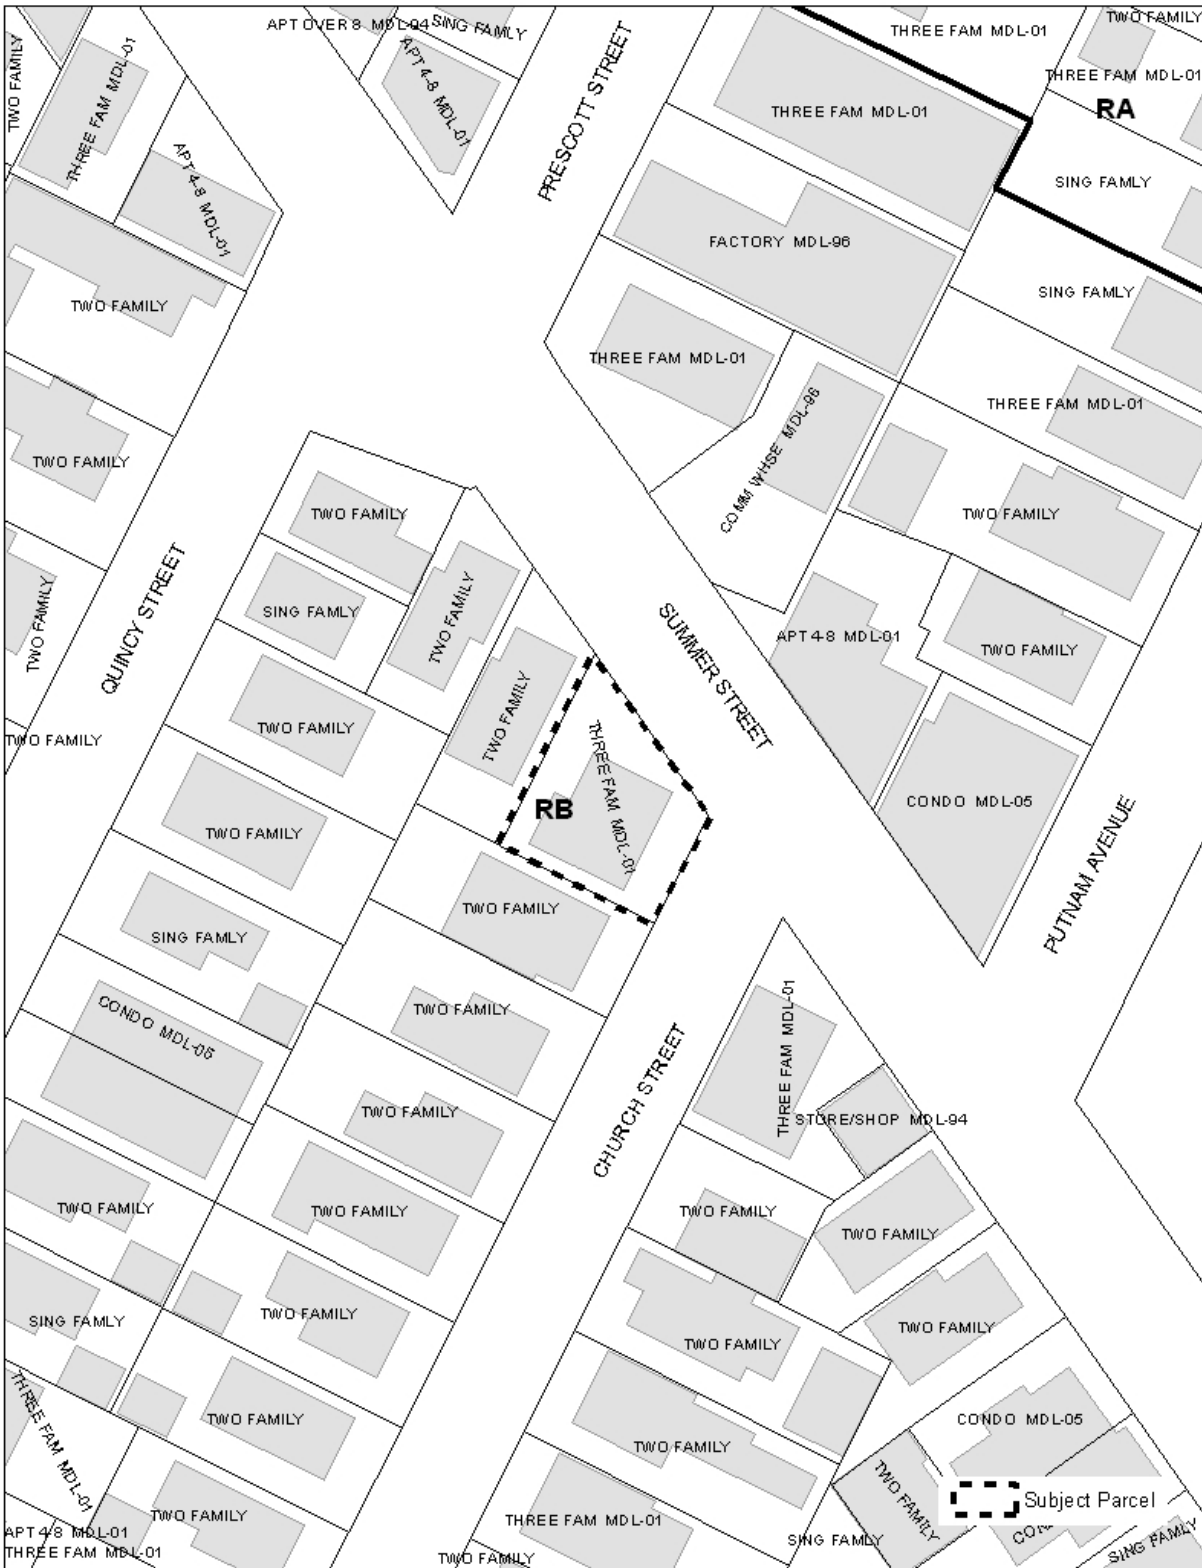 APT OVER 8 MDL-94
SING FAMLY
THREE FAM MDL-01
TWO FAMILY
TWO FAMILY
THREE FAM MDL-01
APT 4-8 MDL-01
PRESCOTT STREET
THREE FAM MDL-01
THREE FAM MDL-01
RA
APT 4-8 MDL-01
SING FAMLY
TWO FAMILY
FACTORY MDL-96
SING FAMLY
THREE FAM MDL-01
THREE FAM MDL-01
COMM WHSE MDL-96
TWO FAMILY
TWO FAMILY
TWO FAMILY
QUINCY STREET
TWO FAMILY
SING FAMLY
TWO FAMILY
SUMMER STREET
APT 4-8 MDL-01
TWO FAMILY
TWO FAMILY
TWO FAMILY
TWO FAMILY
THREE FAM MDL-01
RB
CONDO MDL-05
PUTNAM AVENUE
TWO FAMILY
SING FAMLY
TWO FAMILY
CONDO MDL-05
TWO FAMILY
THREE FAM MDL-01
CHURCH STREET
TWO FAMILY
STORE/SHOP MDL-94
TWO FAMILY
TWO FAMILY
TWO FAMILY
TWO FAMILY
SING FAMLY
TWO FAMILY
TWO FAMILY
TWO FAMILY
THREE FAM MDL-01
TWO FAMILY
TWO FAMILY
CONDO MDL-05
TWO FAMILY
Subject Parcel
TWO FAMILY
THREE FAM MDL-01
APT 4-8 MDL-01
THREE FAM MDL-01
TWO FAMILY
SING FAMLY
SING FAMLY